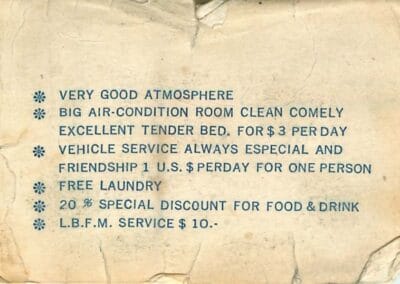 ❊ VERY GOOD ATMOSPHERE
❊ BIG AIR-CONDITION ROOM CLEAN COMELY
EXCELLENT TENDER BED. FOR $ 3 PER DAY
❊ VEHICLE SERVICE ALWAYS ESPECIAL AND
FRIENDSHIP 1 U.S. $ PERDAY FOR ONE PERSON
❊ FREE LAUNDRY
❊ 20 % SPECIAL DISCOUNT FOR FOOD & DRINK
❊ L.B.F.M. SERVICE $ 10.-